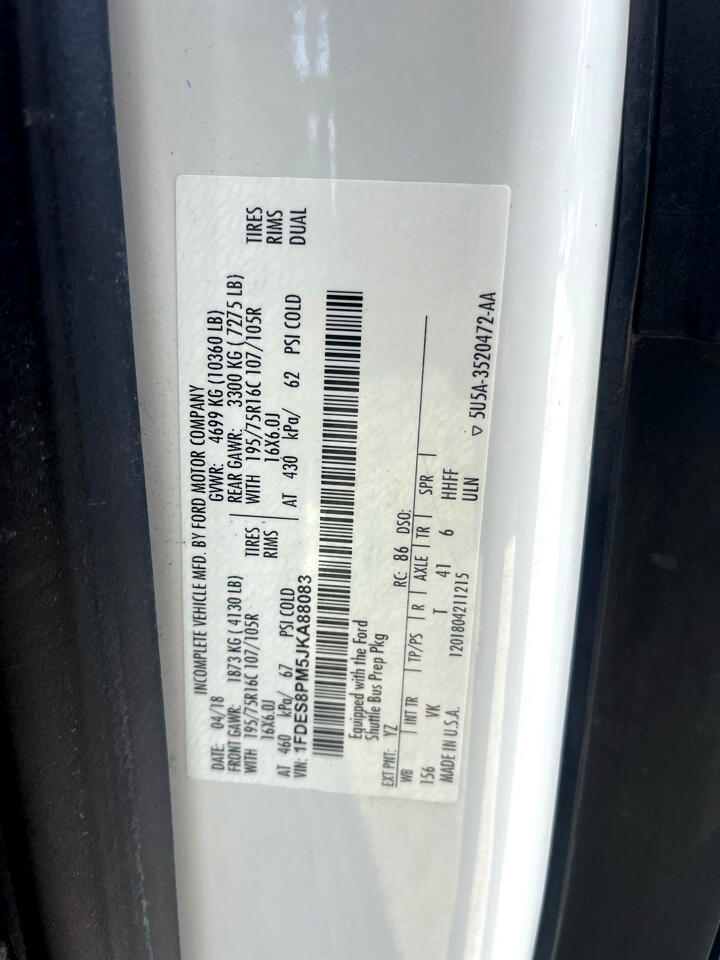 INCOMPLETE VEHICLE MFD. BY FORD MOTOR COMPANY
DATE: 04/18 GVWR: 4699 KG (10360 LB)
FRONT GAWR: 1873 KG ( 4130 LB) REAR GAWR: 3300 KG ( 7275 LB)
WITH 195/75R16C 107/105R TIRES WITH 195/75R16C 107/105R TIRES
16X6.0J RIMS 16X6.0J RIMS
AT 460 kPa/ 67 PSI COLD AT 430 kPa/ 62 PSI COLD DUAL
VIN: 1FDES8PM5JKA88083
Equipped with the Ford
Shuttle Bus Prep Pkg
EXT PNT: YZ RC: 86 DSO:
WB INT TR TP/PS R AXLE TR SPR
156 VK T 41 6 HHFF
MADE IN U.S.A. 1201804211215 ULN
▽ 5U5A-3520472-AA